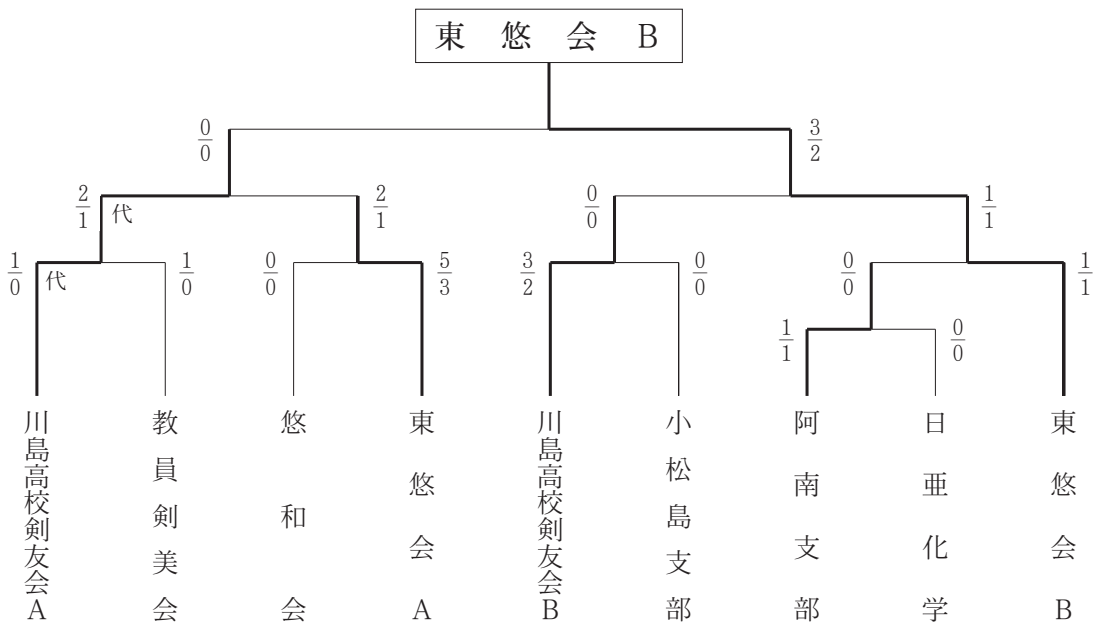 東悠会B
0/0
3/2
2/1
代
2/1
0/0
1/1
1/0
代
1/0
0/0
5/3
3/2
0/0
0/0
1/1
1/1
0/0
川島高校剣友会A
教員剣美会
悠和会
東悠会A
川島高校剣友会B
小松島支部
阿南支部
日亜化学
東悠会B